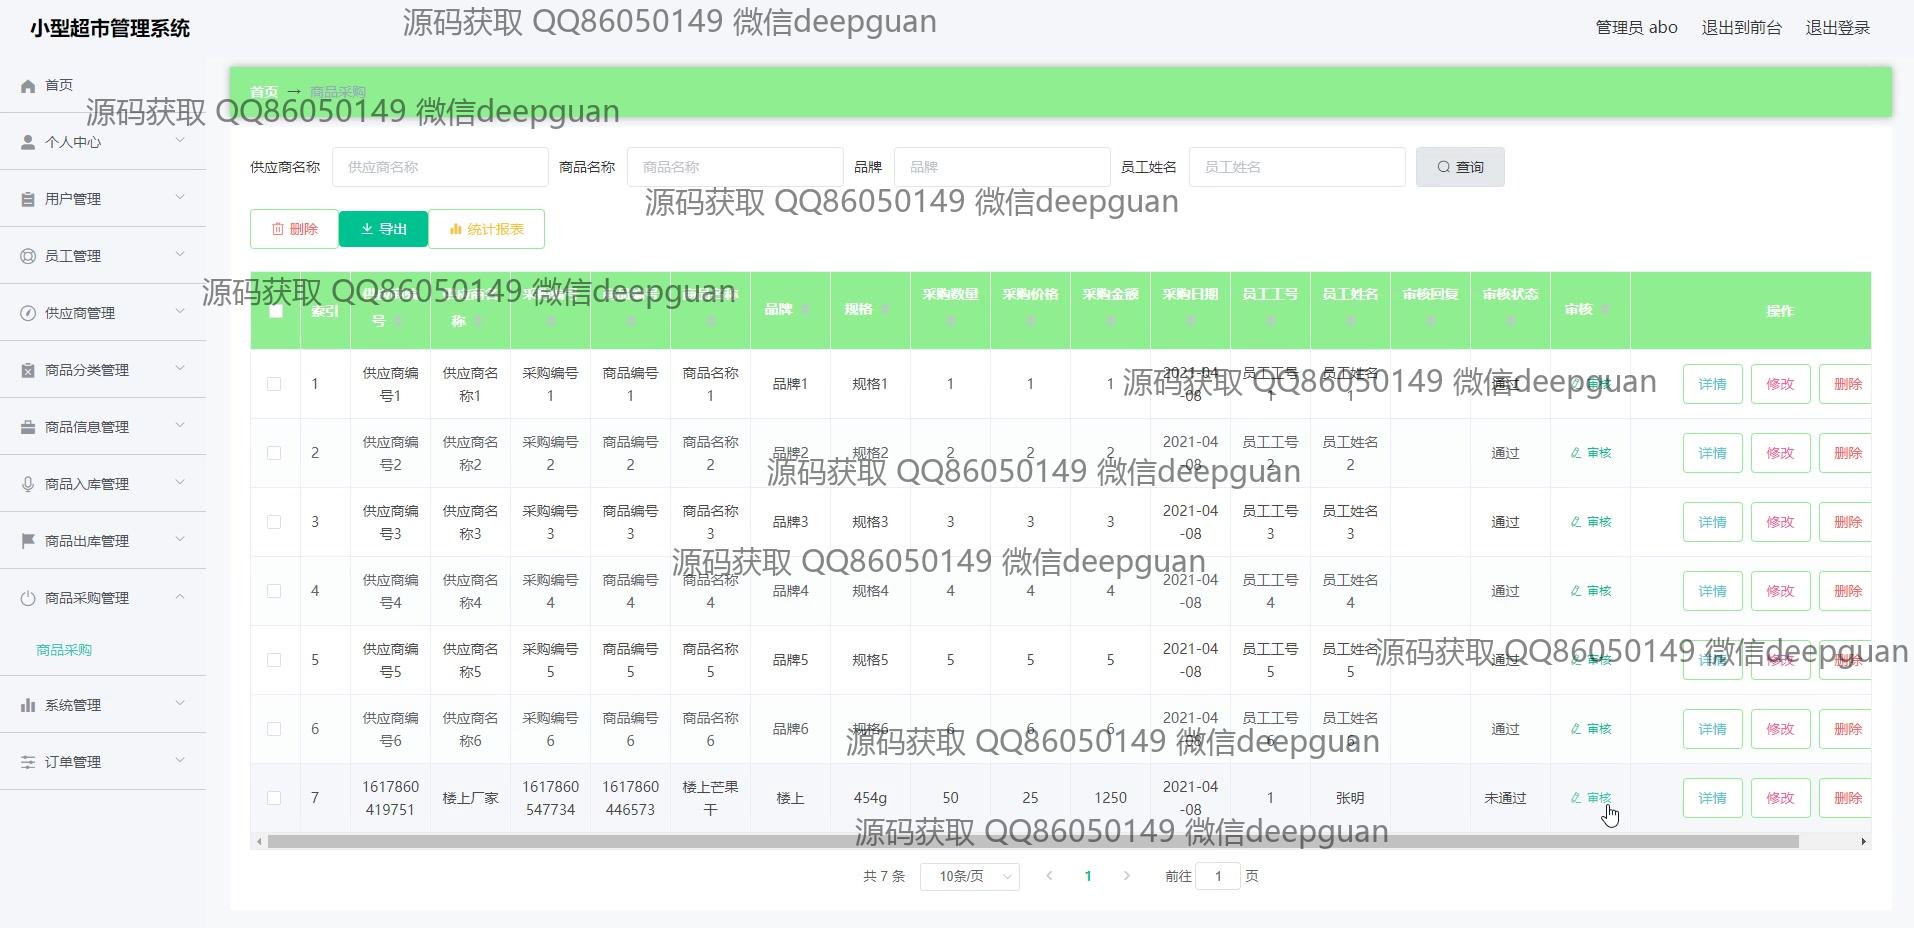 小型超市管理系统
源码获取 QQ86050149 微信deepguan
管理员 abo 退出到前台 退出登录
首页
个人中心
用户管理
员工管理
供应商管理
商品分类管理
商品信息管理
商品入库管理
商品出库管理
商品采购管理
商品采购
系统管理
订单管理
首页 → 商品采购
源码获取 QQ86050149 微信deepguan
供应商名称 供应商名称 商品名称 商品名称 品牌 品牌 员工姓名 员工姓名 查询
源码获取 QQ86050149 微信deepguan
删除 导出 统计报表
源码获取 QQ86050149 微信deepguan
索引 号 称 品牌 规格 采购数量 采购价格 采购金额 采购日期 员工工号 员工姓名 审核回复 审核状态 审核 操作
1 供应商编号1 供应商名称1 采购编号1 商品编号1 商品名称1 品牌1 规格1 1 1 1 2021-04-08 员工工号1 员工姓名1 通过 审核 详情 修改 删除
源码获取 QQ86050149 微信deepguan
2 供应商编号2 供应商名称2 采购编号2 商品编号2 商品名称2 品牌2 规格2 2 2 2 2021-04-08 员工工号2 员工姓名2 通过 审核 详情 修改 删除
源码获取 QQ86050149 微信deepguan
3 供应商编号3 供应商名称3 采购编号3 商品编号3 商品名称3 品牌3 规格3 3 3 3 2021-04-08 员工工号3 员工姓名3 通过 审核 详情 修改 删除
源码获取 QQ86050149 微信deepguan
4 供应商编号4 供应商名称4 采购编号4 商品编号4 商品名称4 品牌4 规格4 4 4 4 2021-04-08 员工工号4 员工姓名4 通过 审核 详情 修改 删除
5 供应商编号5 供应商名称5 采购编号5 商品编号5 商品名称5 品牌5 规格5 5 5 5 2021-04-08 员工工号5 员工姓名5 通过 审核 详情 修改 删除
源码获取 QQ86050149 微信deepguan
6 供应商编号6 供应商名称6 采购编号6 商品编号6 商品名称6 品牌6 规格6 6 6 6 2021-04-08 员工工号6 员工姓名6 通过 审核 详情 修改 删除
源码获取 QQ86050149 微信deepguan
7 1617860419751 楼上厂家 1617860547734 1617860446573 楼上芒果干 楼上 454g 50 25 1250 2021-04-08 1 张明 未通过 审核 详情 修改 删除
源码获取 QQ86050149 微信deepguan
共 7 条 10条/页 1 前往 1 页